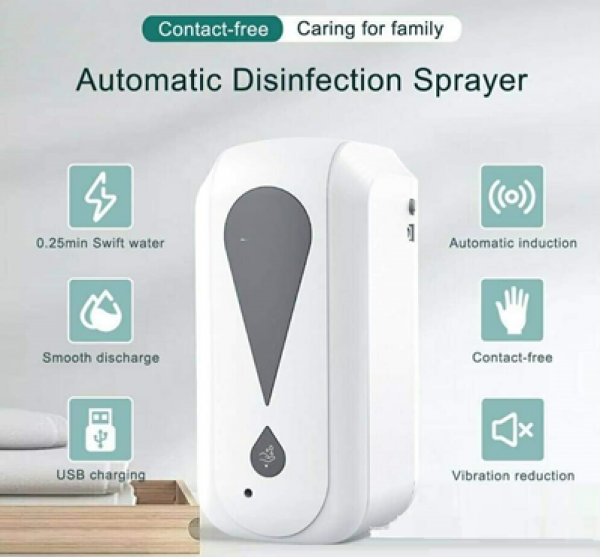 Contact-free Caring for family
Automatic Disinfection Sprayer
0.25min Swift water
Automatic induction
Smooth discharge
Contact-free
USB charging
Vibration reduction